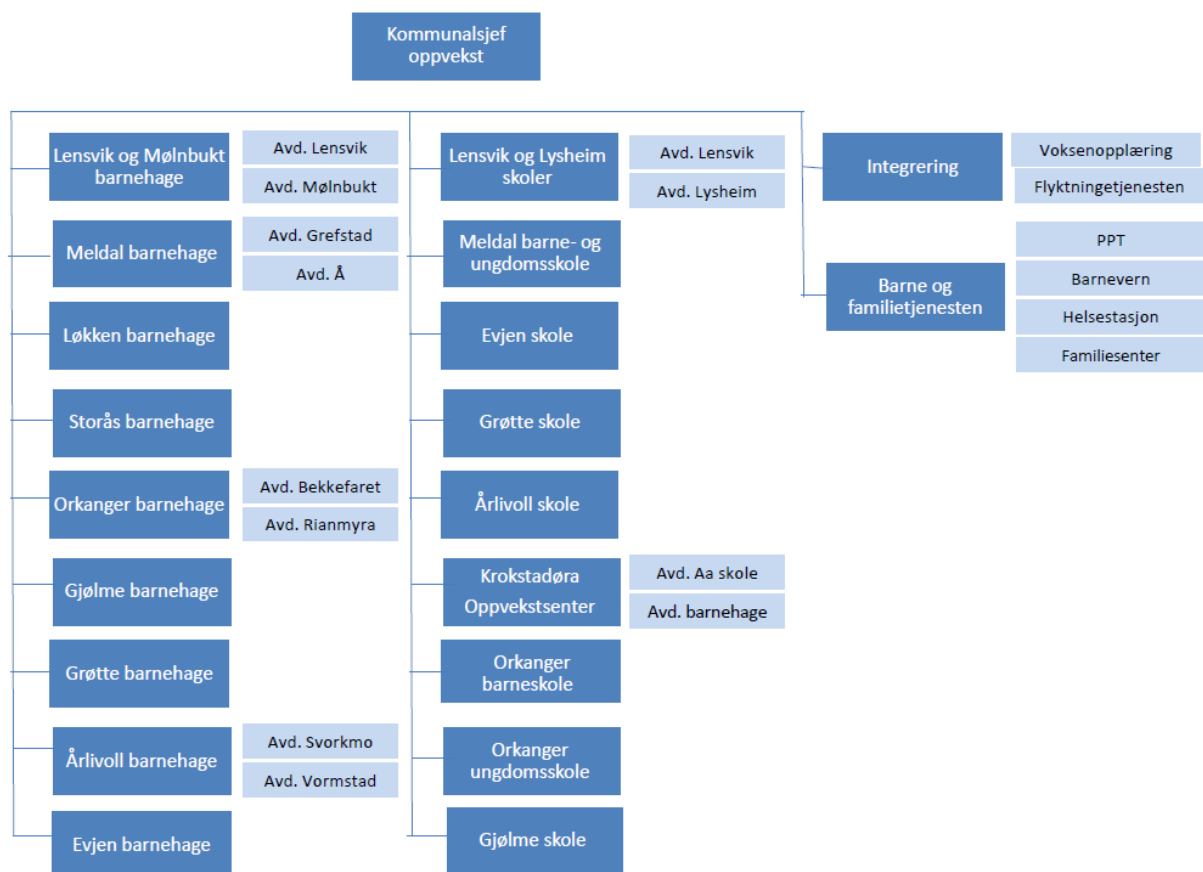 Kommunalsjef
oppvekst
Lensvik og Mølnbukt
barnehage
Avd. Lensvik
Avd. Mølnbukt
Meldal barnehage
Avd. Grefstad
Avd. Å
Løkken barnehage
Storås barnehage
Orkanger barnehage
Avd. Bekkefaret
Avd. Rianmyra
Gjølme barnehage
Grøtte barnehage
Årlivoll barnehage
Avd. Svorkmo
Avd. Vormstad
Evjen barnehage
Lensvik og Lysheim
skoler
Avd. Lensvik
Avd. Lysheim
Meldal barne- og
ungdomsskole
Evjen skole
Grøtte skole
Årlivoll skole
Krokstadøra
Oppvekstsenter
Avd. Aa skole
Avd. barnehage
Orkanger
barneskole
Orkanger
ungdomsskole
Gjølme skole
Integrering
Voksenopplæring
Flyktningetjenesten
Barne og
familietjenesten
PPT
Barnevern
Helsestasjon
Familiesenter